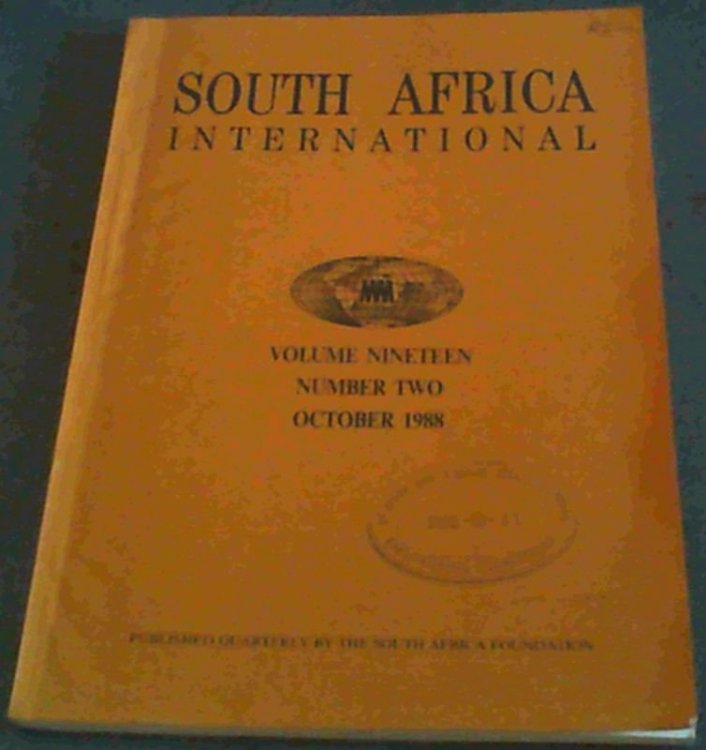 SOUTH AFRICA
INTERNATIONAL
VOLUME NINETEEN
NUMBER TWO
OCTOBER 1988
PUBLISHED QUARTERLY BY THE SOUTH AFRICA FOUNDATION